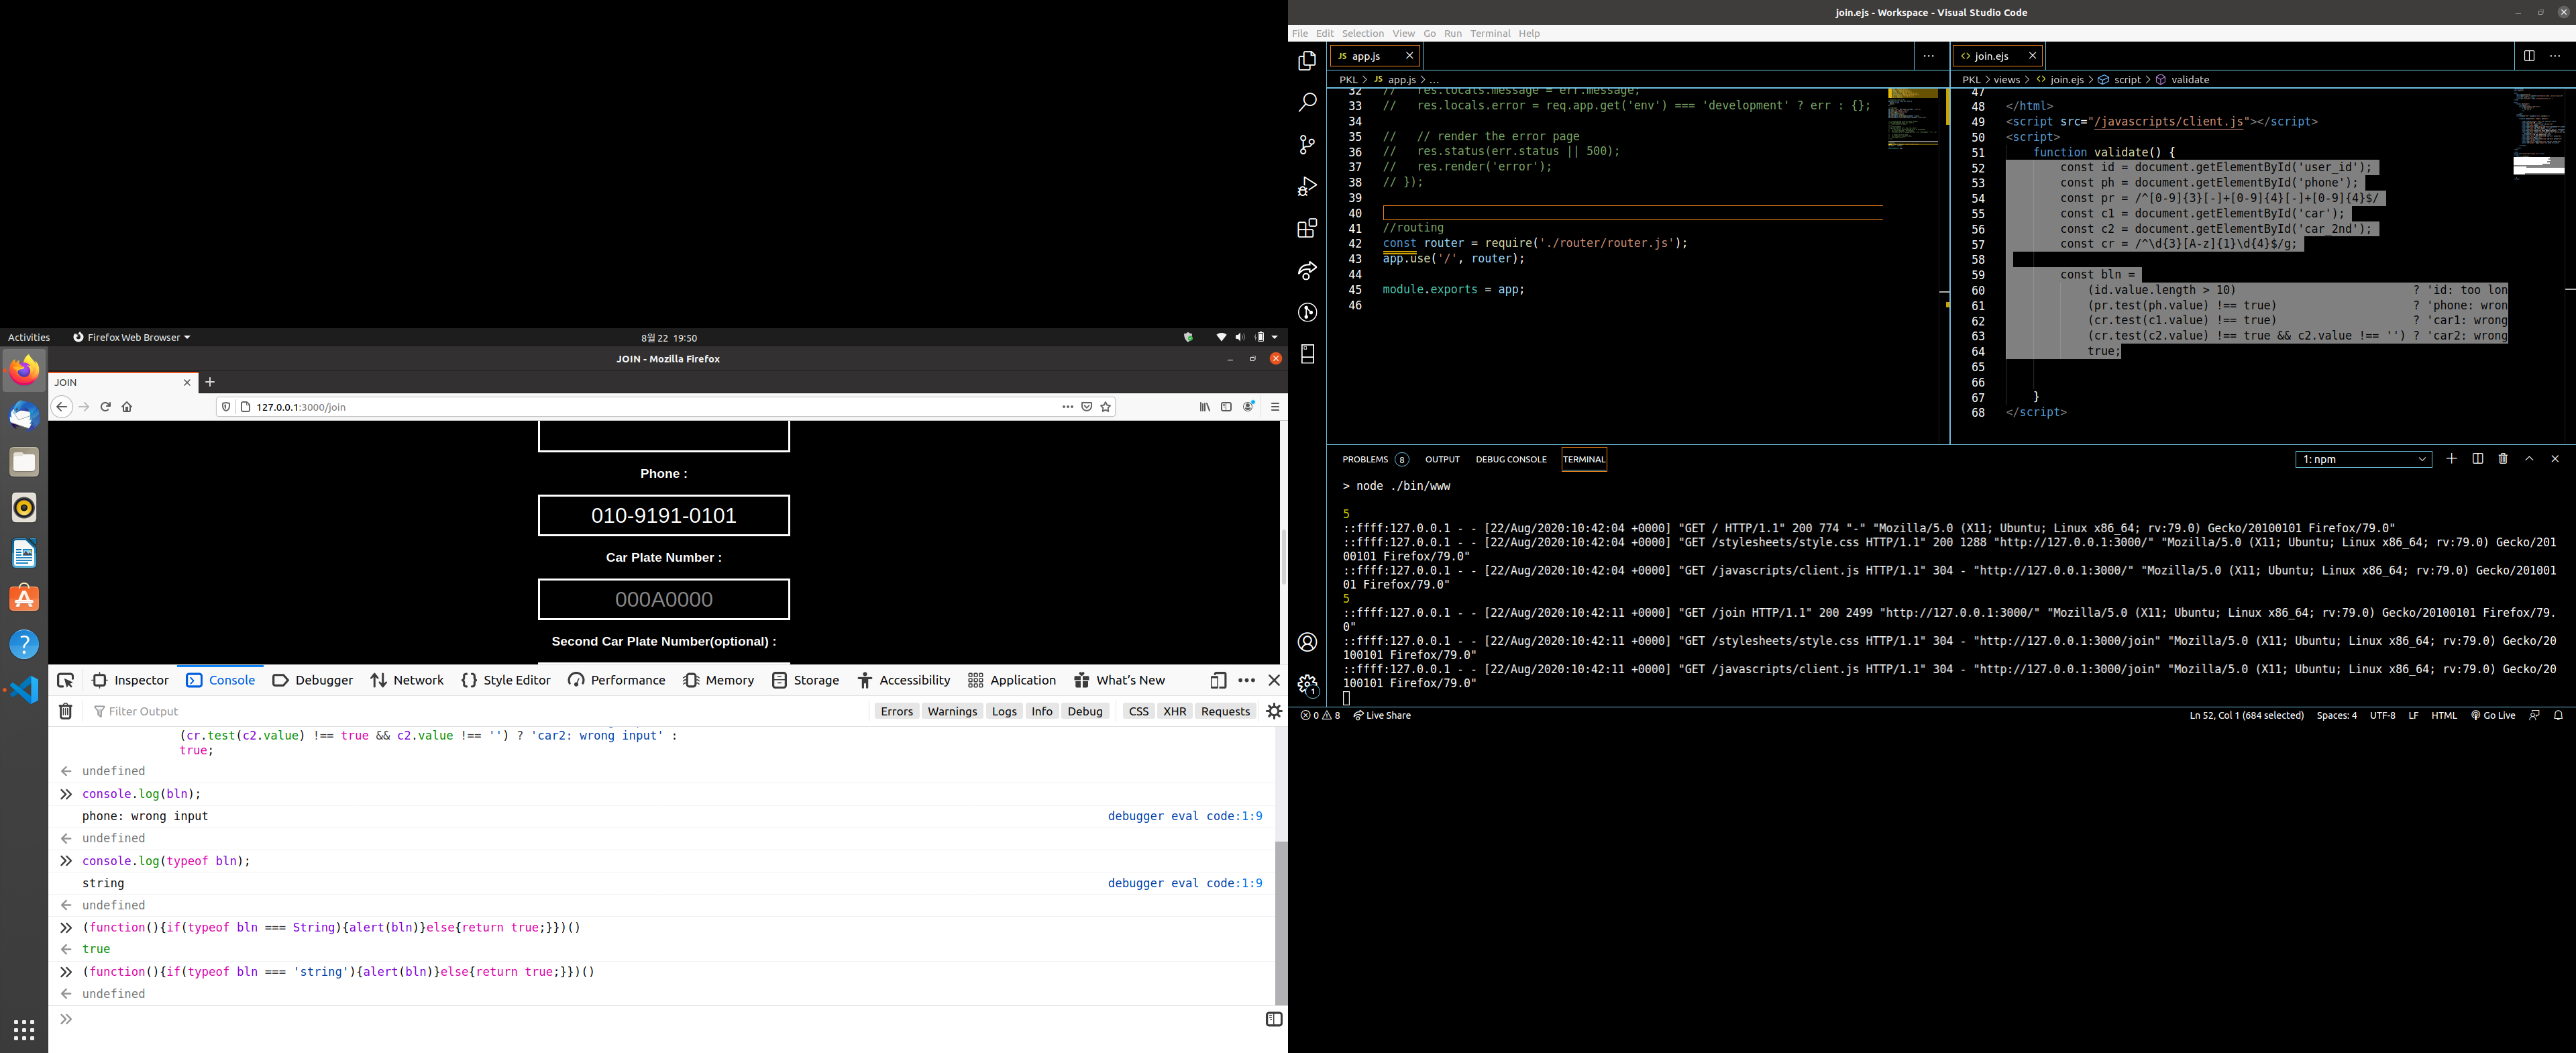 Activities
Firefox Web Browser
8월 22 19:50
JOIN - Mozilla Firefox
JOIN
127.0.0.1:3000/join
Phone :
010-9191-0101
Car Plate Number :
000A0000
Second Car Plate Number(optional) :
Inspector Console Debugger Network Style Editor Performance Memory Storage Accessibility Application What's New
Filter Output
Errors Warnings Logs Info Debug CSS XHR Requests
(cr.test(c2.value) !== true && c2.value !== '') ? 'car2: wrong input' :
true;
undefined
console.log(bln);
phone: wrong input debugger eval code:1:9
undefined
console.log(typeof bln);
string debugger eval code:1:9
undefined
(function(){if(typeof bln === String){alert(bln)}else{return true;}})()
true
(function(){if(typeof bln === 'string'){alert(bln)}else{return true;}})()
undefined
join.ejs - Workspace - Visual Studio Code
File Edit Selection View Go Run Terminal Help
JS app.js
PKL > JS app.js > ...
32 // res.locals.message = err.message;
33 // res.locals.error = req.app.get('env') === 'development' ? err : {};
34
35 // // render the error page
36 // res.status(err.status || 500);
37 // res.render('error');
38 // });
39
40
41 //routing
42 const router = require('./router/router.js');
43 app.use('/', router);
44
45 module.exports = app;
46
join.ejs
PKL > views > join.ejs > script > validate
47
48 </html>
49 <script src="/javascripts/client.js"></script>
50 <script>
51 function validate() {
52 const id = document.getElementById('user_id');
53 const ph = document.getElementById('phone');
54 const pr = /^[0-9]{3}[-]+[0-9]{4}[-]+[0-9]{4}$/
55 const c1 = document.getElementById('car');
56 const c2 = document.getElementById('car_2nd');
57 const cr = /^\d{3}[A-z]{1}\d{4}$/g;
58
59 const bln =
60 (id.value.length > 10) ? 'id: too lon
61 (pr.test(ph.value) !== true) ? 'phone: wron
62 (cr.test(c1.value) !== true) ? 'car1: wrong
63 (cr.test(c2.value) !== true && c2.value !== '') ? 'car2: wrong
64 true;
65
66
67 }
68 </script>
PROBLEMS 8 OUTPUT DEBUG CONSOLE TERMINAL 1: npm
> node ./bin/www
5
::ffff:127.0.0.1 - - [22/Aug/2020:10:42:04 +0000] "GET / HTTP/1.1" 200 774 "-" "Mozilla/5.0 (X11; Ubuntu; Linux x86_64; rv:79.0) Gecko/20100101 Firefox/79.0"
::ffff:127.0.0.1 - - [22/Aug/2020:10:42:04 +0000] "GET /stylesheets/style.css HTTP/1.1" 200 1288 "http://127.0.0.1:3000/" "Mozilla/5.0 (X11; Ubuntu; Linux x86_64; rv:79.0) Gecko/201
00101 Firefox/79.0"
::ffff:127.0.0.1 - - [22/Aug/2020:10:42:04 +0000] "GET /javascripts/client.js HTTP/1.1" 304 - "http://127.0.0.1:3000/" "Mozilla/5.0 (X11; Ubuntu; Linux x86_64; rv:79.0) Gecko/201001
01 Firefox/79.0"
5
::ffff:127.0.0.1 - - [22/Aug/2020:10:42:11 +0000] "GET /join HTTP/1.1" 200 2499 "http://127.0.0.1:3000/" "Mozilla/5.0 (X11; Ubuntu; Linux x86_64; rv:79.0) Gecko/20100101 Firefox/79.
0"
::ffff:127.0.0.1 - - [22/Aug/2020:10:42:11 +0000] "GET /stylesheets/style.css HTTP/1.1" 304 - "http://127.0.0.1:3000/join" "Mozilla/5.0 (X11; Ubuntu; Linux x86_64; rv:79.0) Gecko/20
100101 Firefox/79.0"
::ffff:127.0.0.1 - - [22/Aug/2020:10:42:11 +0000] "GET /javascripts/client.js HTTP/1.1" 304 - "http://127.0.0.1:3000/join" "Mozilla/5.0 (X11; Ubuntu; Linux x86_64; rv:79.0) Gecko/20
100101 Firefox/79.0"
1
0 8 Live Share Ln 52, Col 1 (684 selected) Spaces: 4 UTF-8 LF HTML Go Live